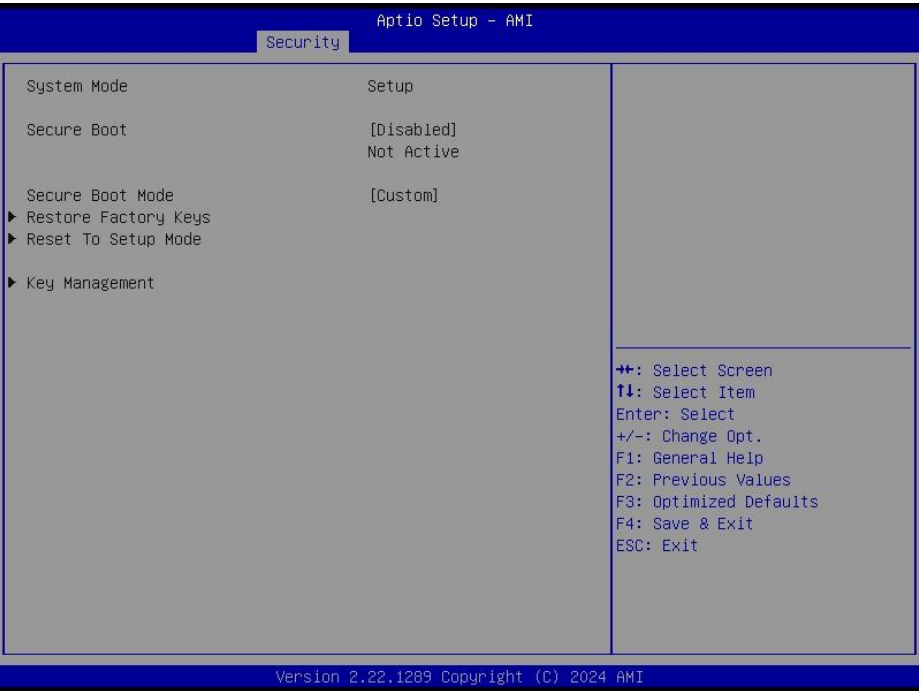 Aptio Setup – AMI
Security
System Mode Setup
Secure Boot [Disabled]
Not Active
Secure Boot Mode [Custom]
▶ Restore Factory Keys
▶ Reset To Setup Mode
▶ Key Management
→←: Select Screen
↑↓: Select Item
Enter: Select
+/-: Change Opt.
F1: General Help
F2: Previous Values
F3: Optimized Defaults
F4: Save & Exit
ESC: Exit
Version 2.22.1289 Copyright (C) 2024 AMI